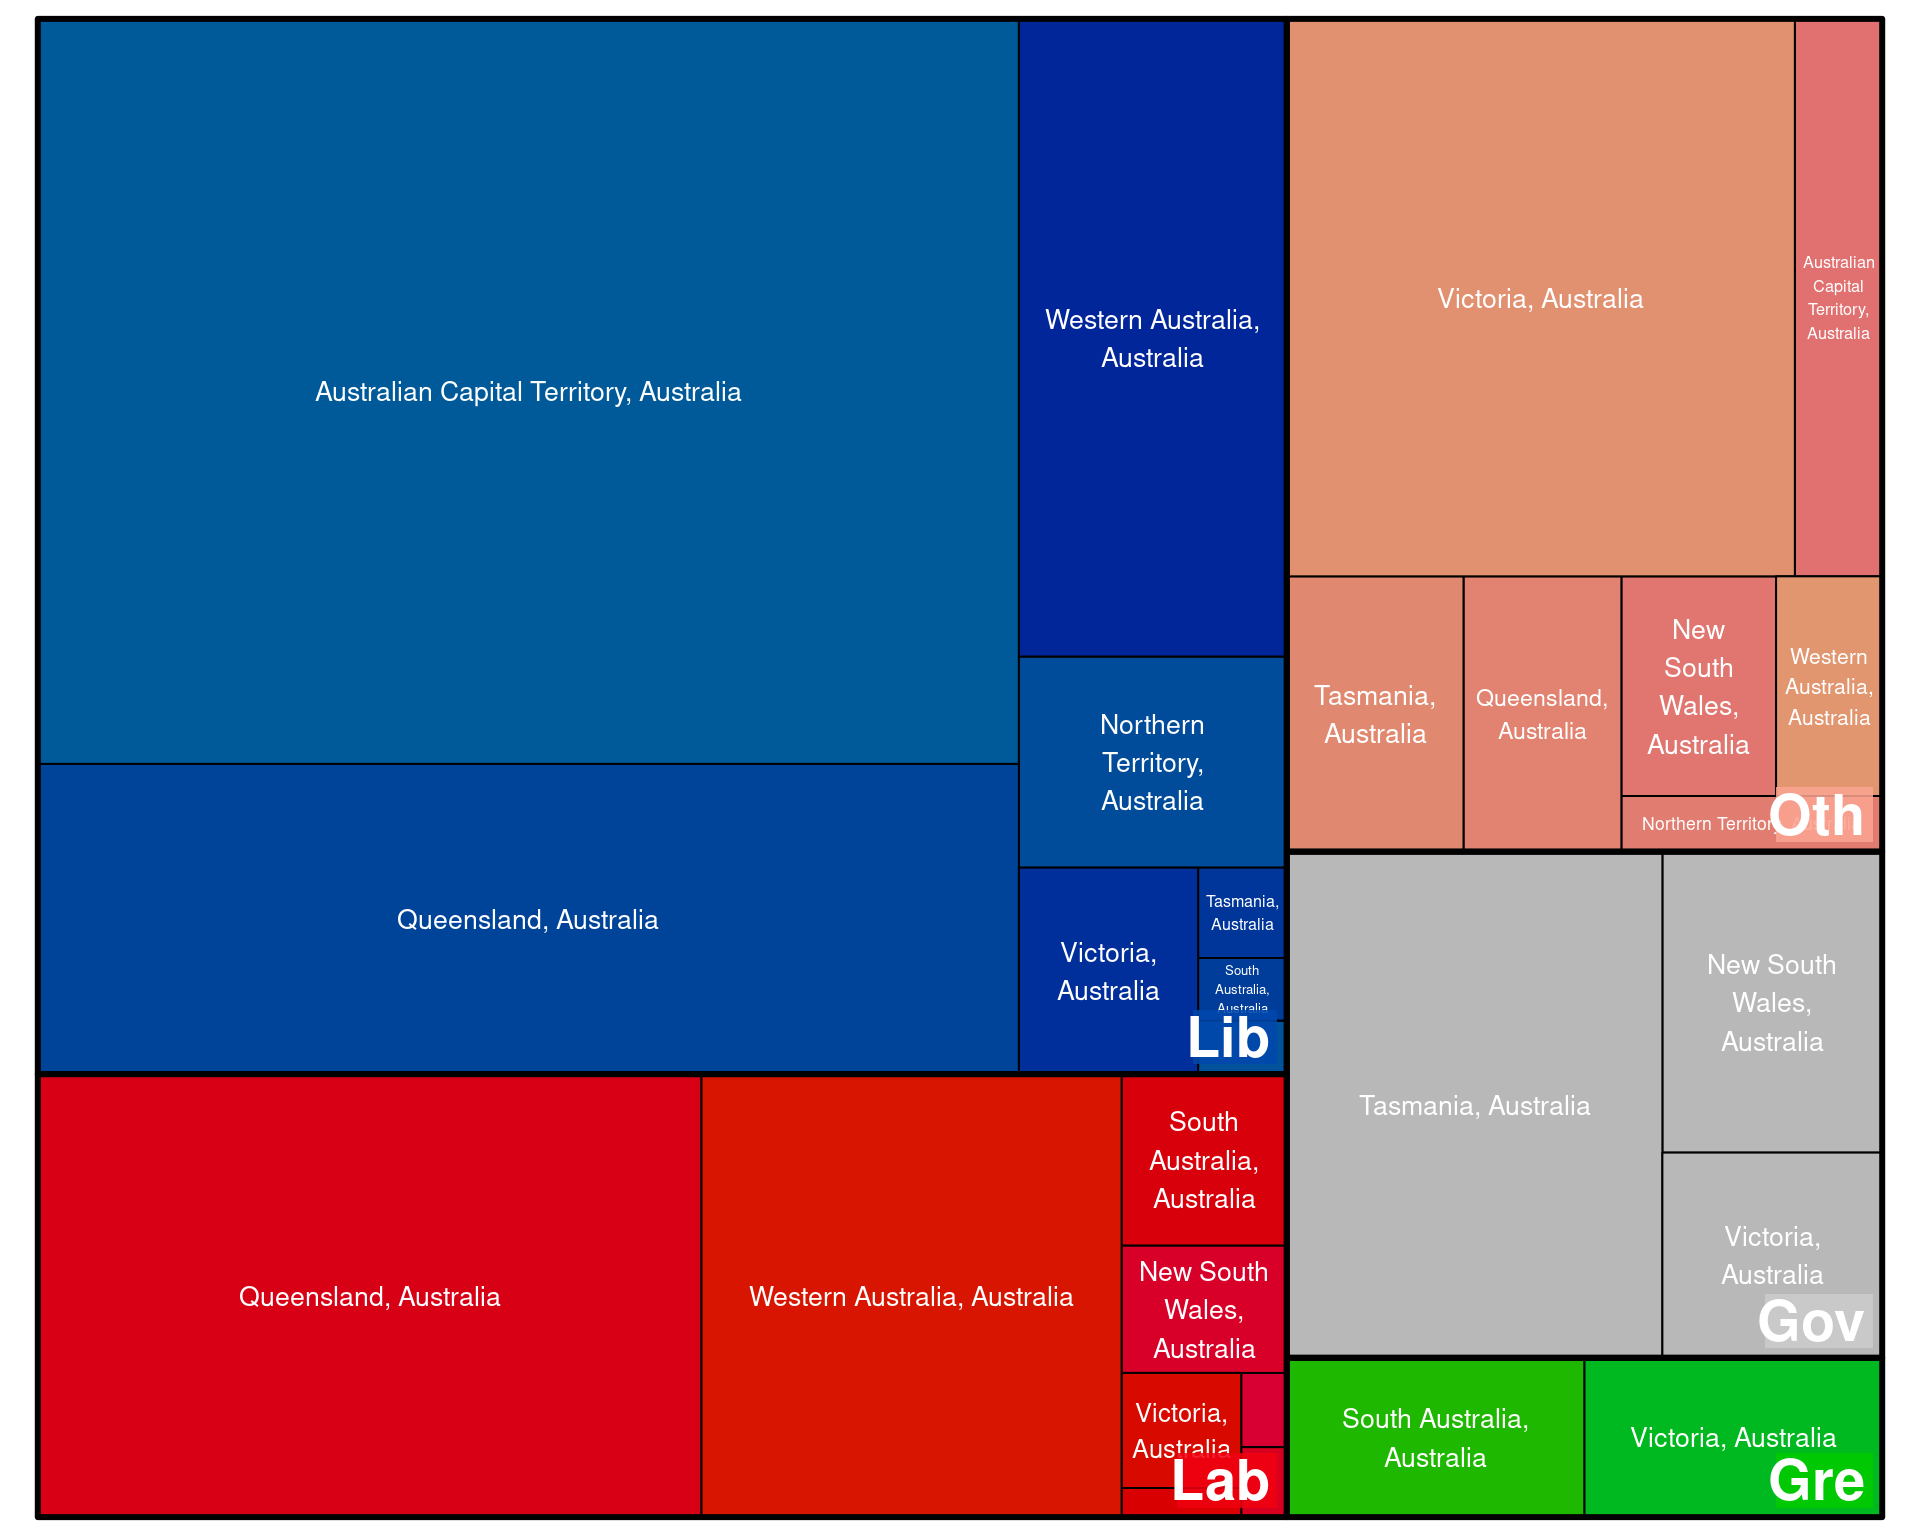 Australian Capital Territory, Australia
Western Australia,
Australia
Northern
Territory,
Australia
Queensland, Australia
Victoria,
Australia
Tasmania,
Australia
South
Australia,
Australia
Lib
Queensland, Australia
Western Australia, Australia
South
Australia,
Australia
New South
Wales,
Australia
Victoria,
Australia
Lab
Victoria, Australia
Australian
Capital
Territory,
Australia
Tasmania,
Australia
Queensland,
Australia
New
South
Wales,
Australia
Western
Australia,
Australia
Northern Territory
Oth
Tasmania, Australia
New South
Wales,
Australia
Victoria,
Australia
Gov
South Australia,
Australia
Victoria, Australia
Gre